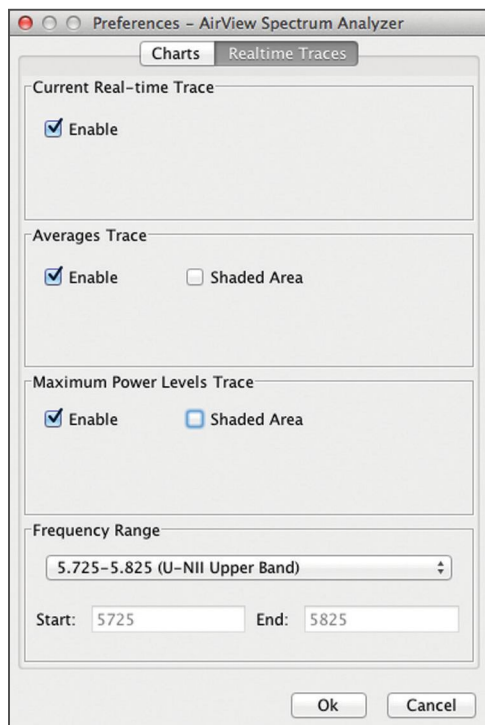 Preferences – AirView Spectrum Analyzer
Charts Realtime Traces
Current Real-time Trace
Enable
Averages Trace
Enable Shaded Area
Maximum Power Levels Trace
Enable Shaded Area
Frequency Range
5.725-5.825 (U-NII Upper Band)
Start: 5725 End: 5825
Ok Cancel